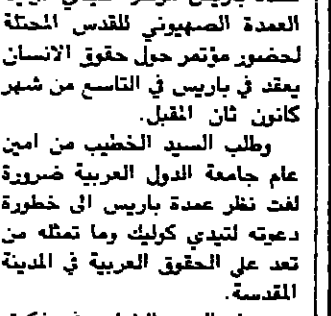 العمدة الصهيوني للقدس المحتلة
لحضور مؤتمر حول حقوق الانسان
يعقد في باريس في التاسع من شهر
كانون ثان المقبل.
وطلب السيد الخطيب من امين
عام جامعة الدول العربية ضرورة
لفت نظر عمدة باريس الى خطورة
دعوته لتيدي كوليك وما تمثله من
تعد على الحقوق العربية في المدينة
المقدسة.